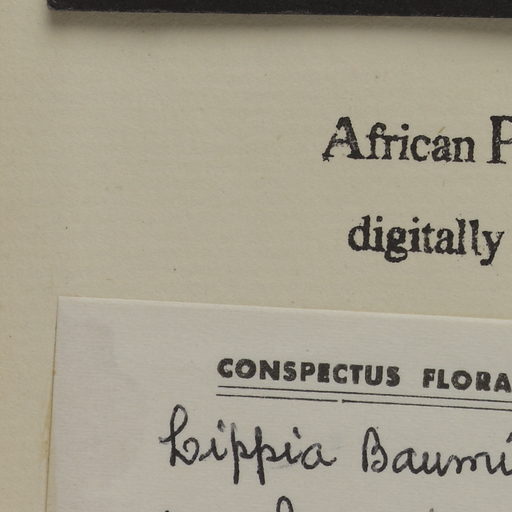 African P
digitally
CONSPECTUS FLORA
Lippia Baumi